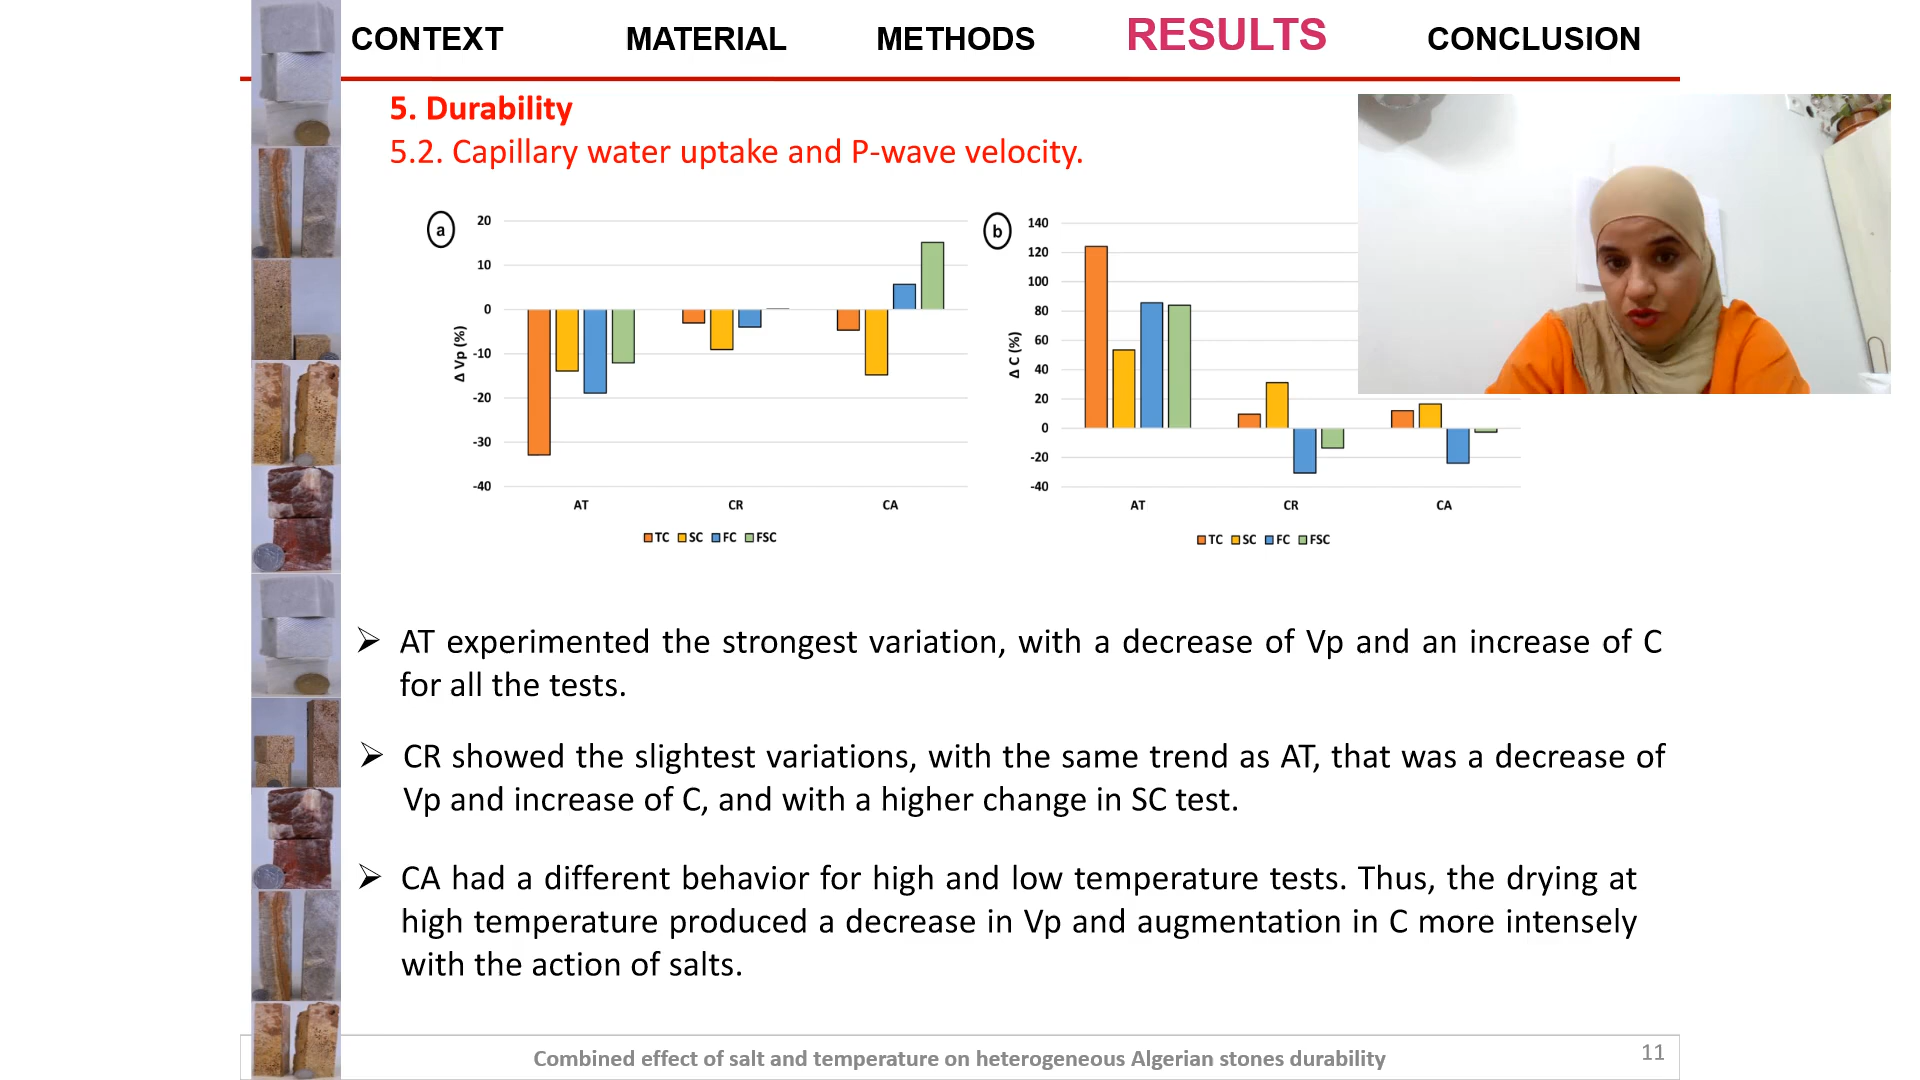 CONTEXT MATERIAL METHODS RESULTS CONCLUSION
5. Durability
5.2. Capillary water uptake and P-wave velocity.
a
20
10
0
-10
-20
-30
-40
Δ Vp (%)
AT CR CA
TC SC FC FSC
b
140
120
100
80
60
40
20
0
-20
-40
Δ C (%)
AT CR CA
TC SC FC FSC
➢ AT experimented the strongest variation, with a decrease of Vp and an increase of C
for all the tests.
➢ CR showed the slightest variations, with the same trend as AT, that was a decrease of
Vp and increase of C, and with a higher change in SC test.
➢ CA had a different behavior for high and low temperature tests. Thus, the drying at
high temperature produced a decrease in Vp and augmentation in C more intensely
with the action of salts.
Combined effect of salt and temperature on heterogeneous Algerian stones durability
11